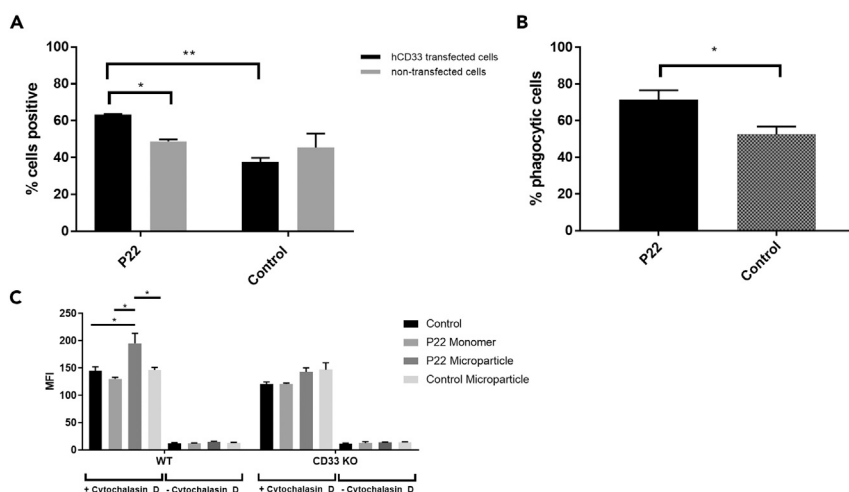 A
% cells positive
100
80
60
40
20
0
**
*
P22
Control
hCD33 transfected cells
non-transfected cells
B
% phagocytic cells
100
80
60
40
20
0
*
P22
Control
C
MFI
250
200
150
100
50
0
*
*
*
WT
CD33 KO
+ Cytochalasin D
- Cytochalasin D
+ Cytochalasin D
- Cytochalasin D
Control
P22 Monomer
P22 Microparticle
Control Microparticle